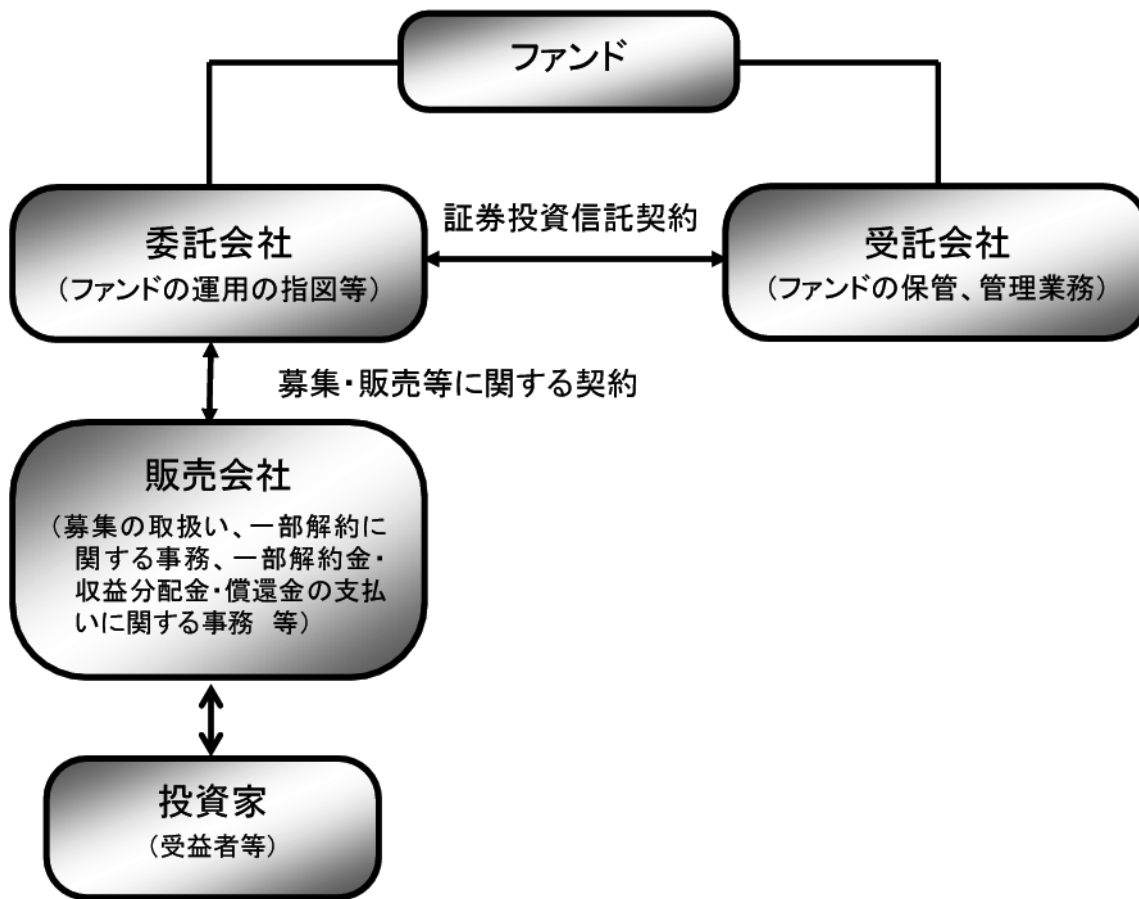 ファンド
委託会社
（ファンドの運用の指図等）
証券投資信託契約
受託会社
（ファンドの保管、管理業務）
募集・販売等に関する契約
販売会社
（募集の取扱い、一部解約に
関する事務、一部解約金・
収益分配金・償還金の支払
いに関する事務　等）
投資家
（受益者等）